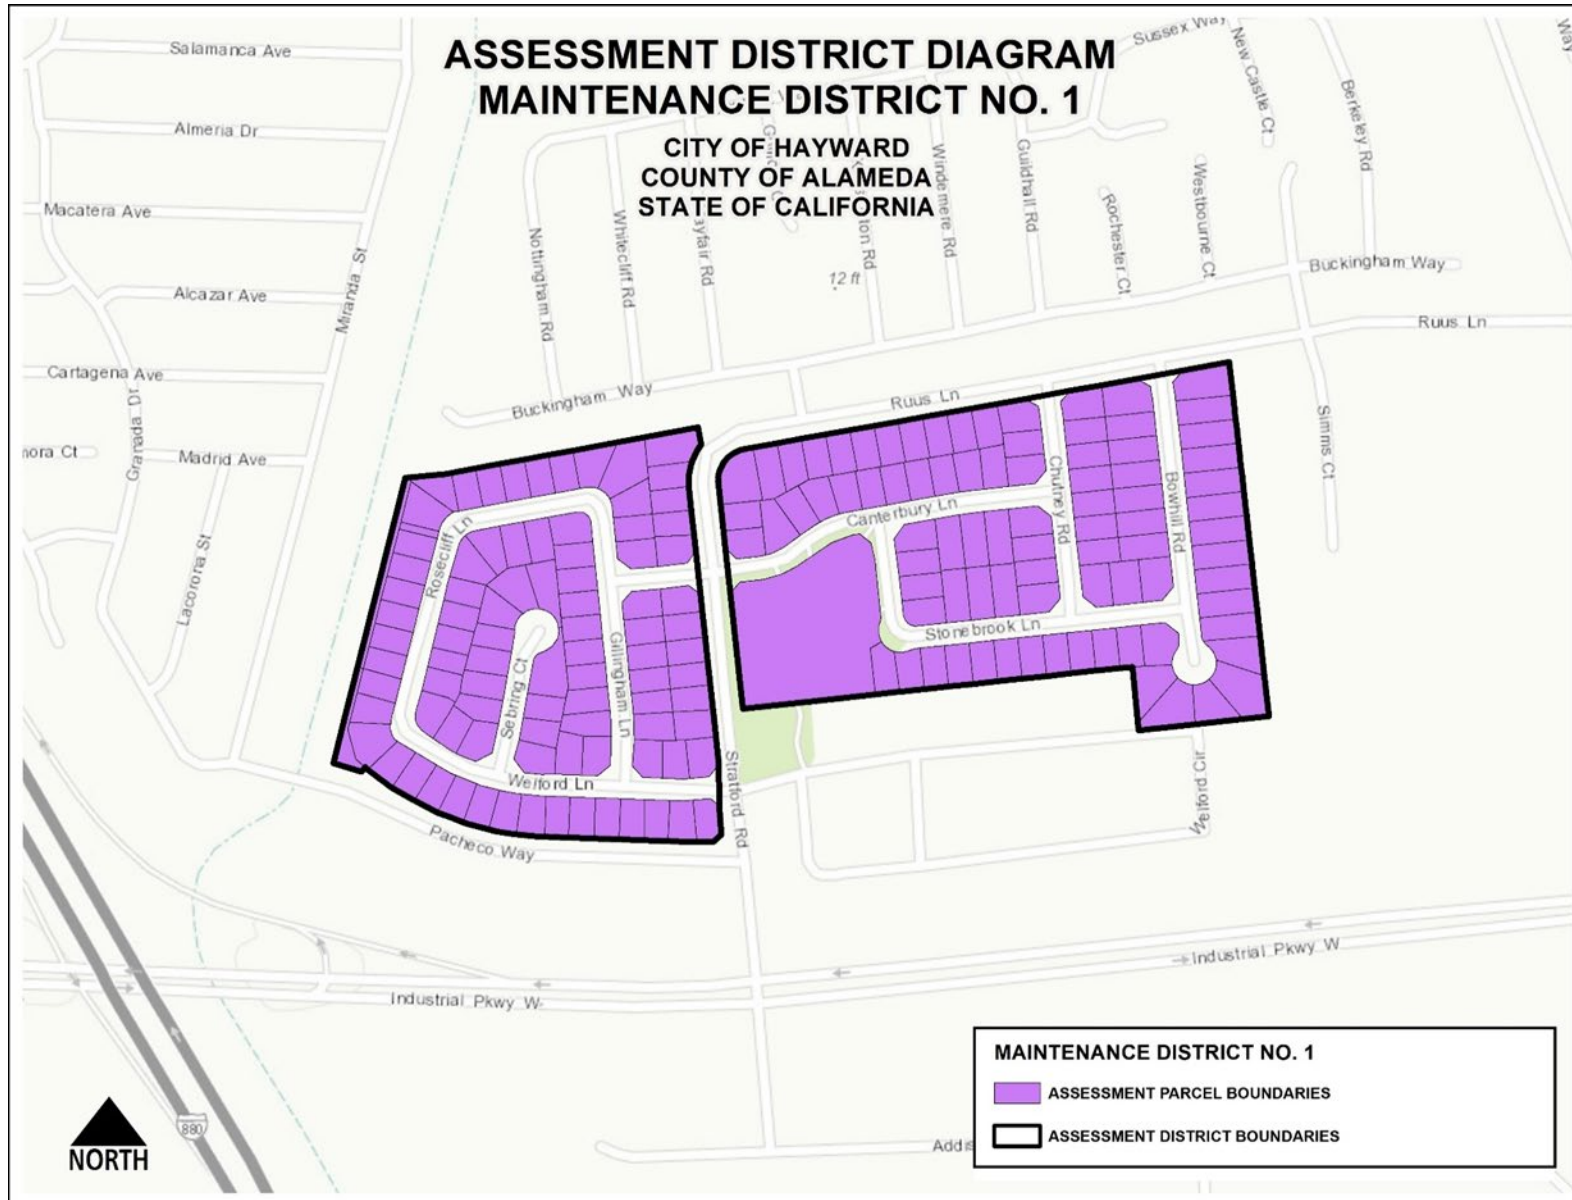 ASSESSMENT DISTRICT DIAGRAM
MAINTENANCE DISTRICT NO. 1
CITY OF HAYWARD
COUNTY OF ALAMEDA
STATE OF CALIFORNIA
Salamanca Ave
Almeria Dr
Macatera Ave
Alcazar Ave
Cartagena Ave
Madrid Ave
Granada Dr
Lacorona St
Miranda St
Nottingham Rd
Whitecliff Rd
Windemere Rd
Guildhall Rd
Rochester Ct
Westbourne Ct
Sussex Way
New Castle Ct
Berkeley Rd
Way
12 ft
Buckingham Way
Buckingham Way
Ruus Ln
Ruus Ln
Simms Ct
Chutney Rd
Bowhill Rd
Canterbury Ln
Stonebrook Ln
Rosecliff Ln
Sebring Ct
Gillingham Ln
Welford Ln
Stratford Rd
Pacheco Way
Walford Cir
Industrial Pkwy W
Industrial Pkwy W
880
NORTH
MAINTENANCE DISTRICT NO. 1
ASSESSMENT PARCEL BOUNDARIES
ASSESSMENT DISTRICT BOUNDARIES